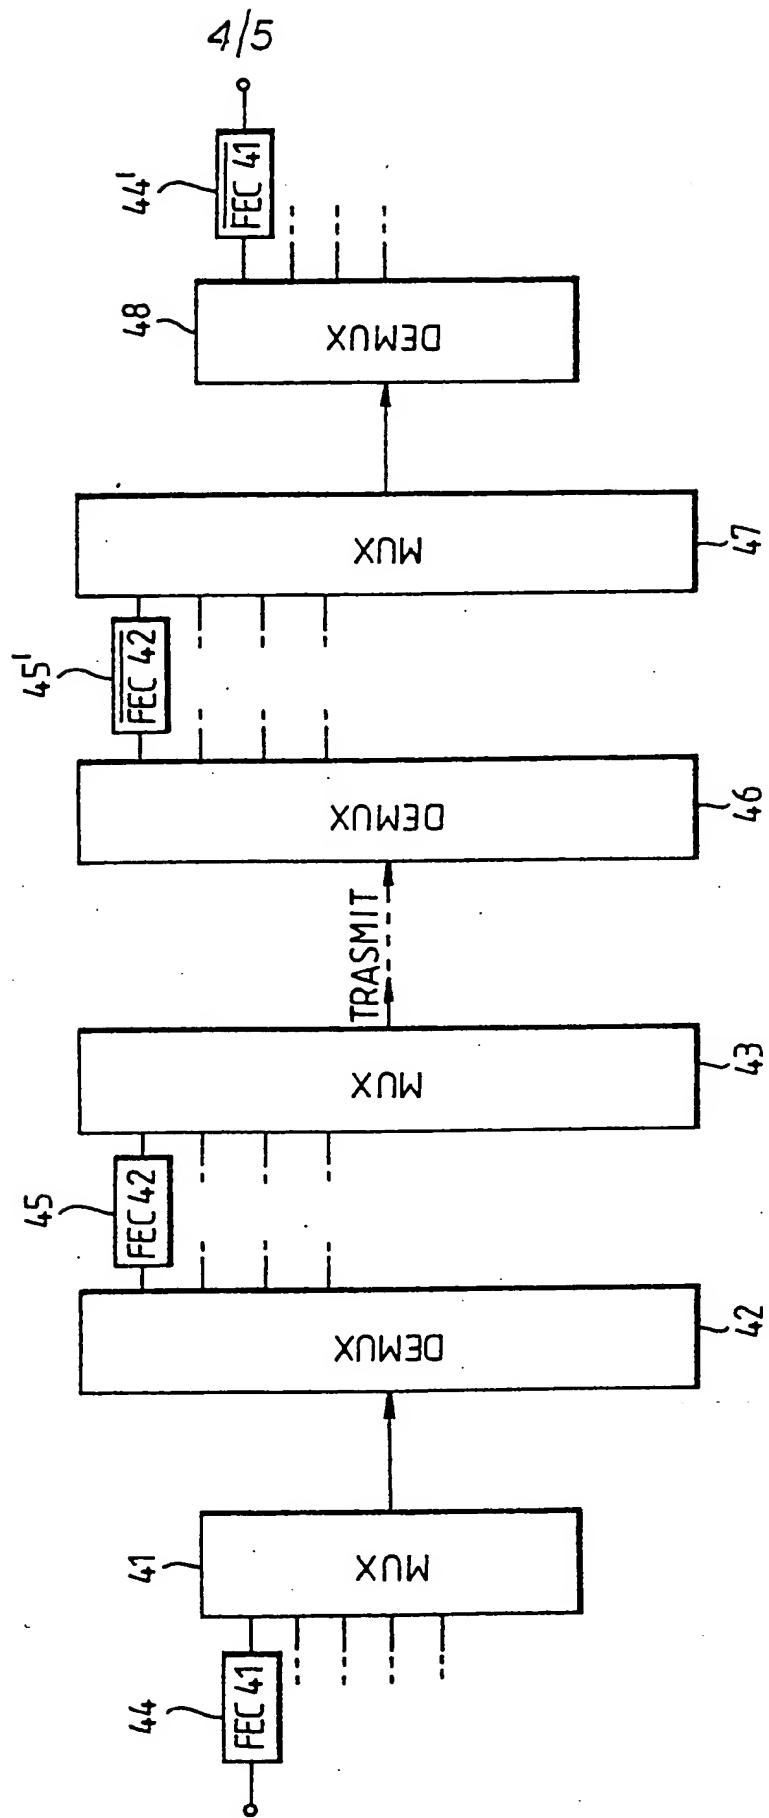 4/5
44
FEC 41
41
MUX
42
DEMUX
45
FEC 42
43
MUX
TRASMIT
46
DEMUX
45'
FEC 42
47
MUX
48
DEMUX
44'
FEC 41